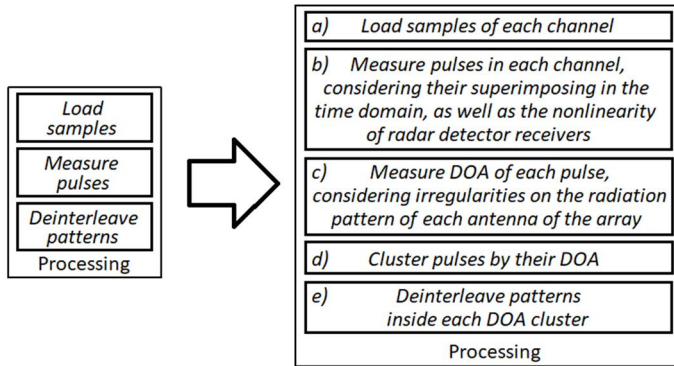 Load
samples
Measure
pulses
Deinterleave
patterns
Processing
a) Load samples of each channel
b) Measure pulses in each channel,
considering their superimposing in the
time domain, as well as the nonlinearity
of radar detector receivers
c) Measure DOA of each pulse,
considering irregularities on the radiation
pattern of each antenna of the array
d) Cluster pulses by their DOA
e) Deinterleave patterns
inside each DOA cluster
Processing